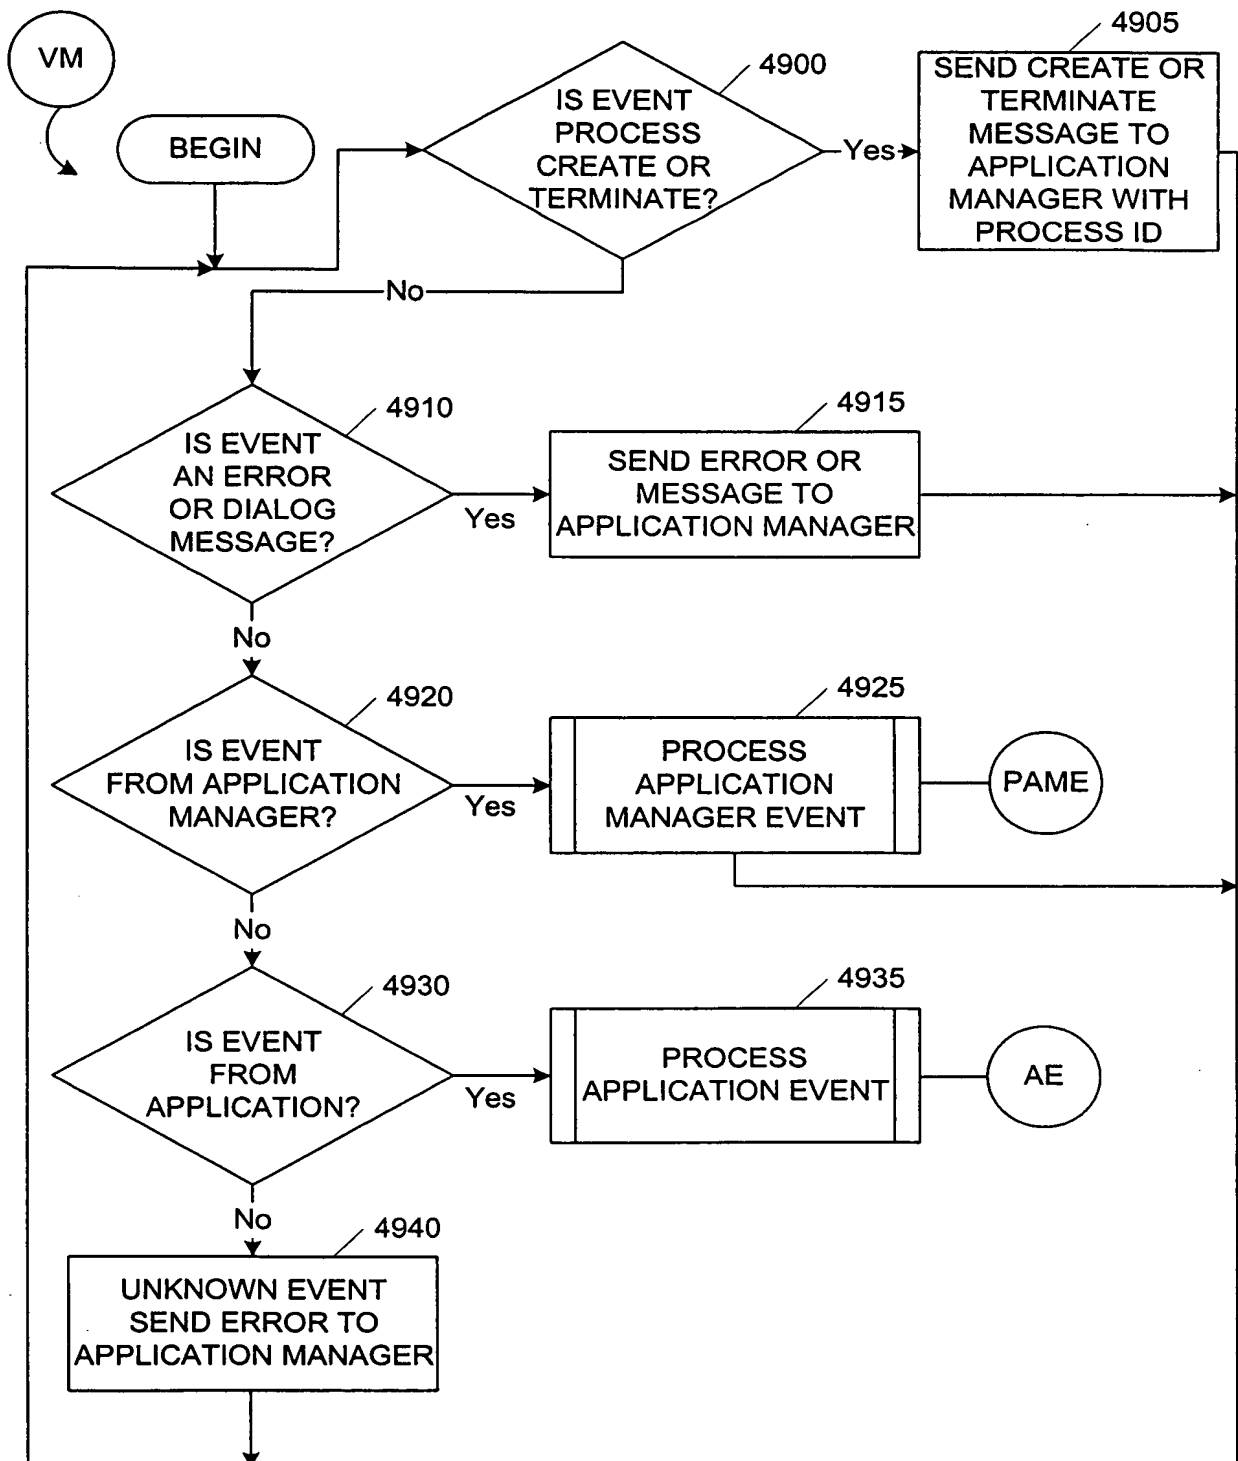 VM
BEGIN
4900
IS EVENT
PROCESS
CREATE OR
TERMINATE?
Yes
4905
SEND CREATE OR
TERMINATE
MESSAGE TO
APPLICATION
MANAGER WITH
PROCESS ID
No
4910
IS EVENT
AN ERROR
OR DIALOG
MESSAGE?
Yes
4915
SEND ERROR OR
MESSAGE TO
APPLICATION MANAGER
No
4920
IS EVENT
FROM APPLICATION
MANAGER?
Yes
4925
PROCESS
APPLICATION
MANAGER EVENT
PAME
No
4930
IS EVENT
FROM
APPLICATION?
Yes
4935
PROCESS
APPLICATION EVENT
AE
No
4940
UNKNOWN EVENT
SEND ERROR TO
APPLICATION MANAGER